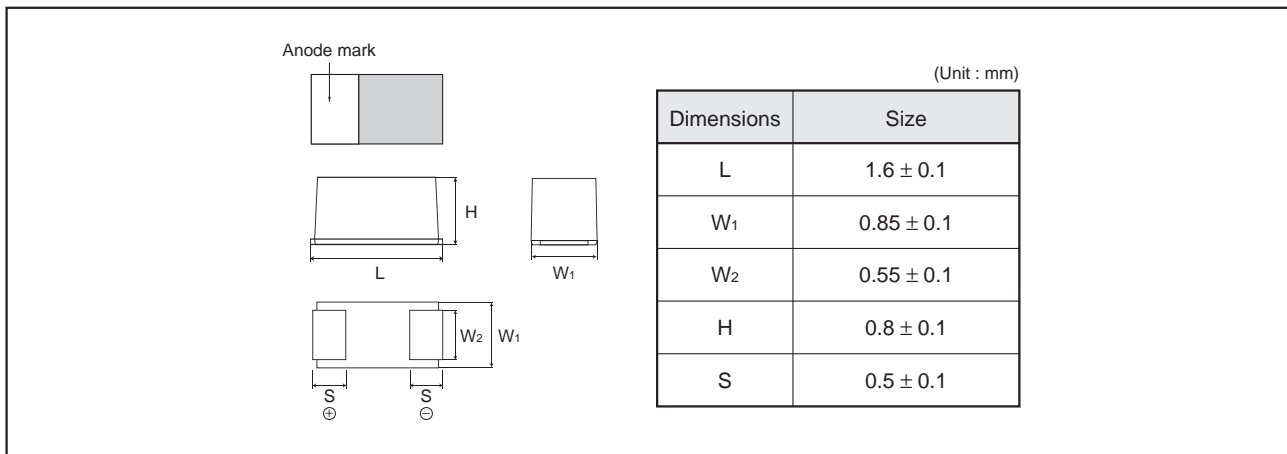 Anode mark
H
L
W1
W2 W1
S S
⊕ ⊖
(Unit : mm)
Dimensions Size
L 1.6 ± 0.1
W1 0.85 ± 0.1
W2 0.55 ± 0.1
H 0.8 ± 0.1
S 0.5 ± 0.1